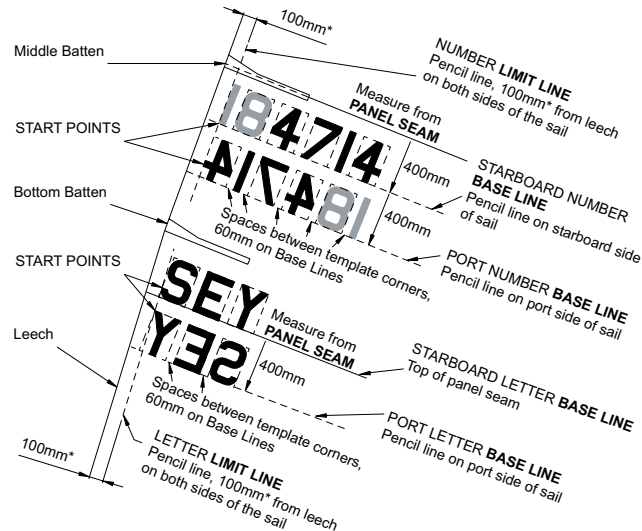 100mm*
Middle Batten
NUMBER LIMIT LINE
Pencil line, 100mm* from leech
on both sides of the sail
Measure from
PANEL SEAM
184714
START POINTS
400mm
STARBOARD NUMBER
BASE LINE
Pencil line on starboard side
of sail
184714
400mm
Bottom Batten
Spaces between template corners,
60mm on Base Lines
PORT NUMBER BASE LINE
Pencil line on port side of sail
START POINTS
SEY
Measure from
PANEL SEAM
STARBOARD LETTER BASE LINE
Top of panel seam
Leech
SEY
400mm
Spaces between template corners,
60mm on Base Lines
PORT LETTER BASE LINE
Pencil line on port side of sail
100mm*
LETTER LIMIT LINE
Pencil line, 100mm* from leech
on both sides of the sail